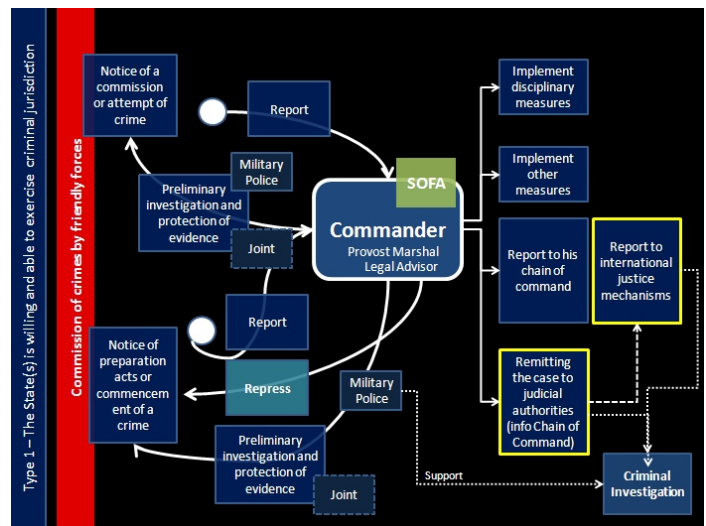 Type 1 – The State(s) is willing and able to exercise criminal jurisdiction
Commission of crimes by friendly forces
Notice of a
commission
or attempt of
crime
Report
Military
Police
Preliminary
investigation and
protection of
evidence
Joint
SOFA
Commander
Provost Marshal
Legal Advisor
Implement
disciplinary
measures
Implement
other
measures
Report to his
chain of
command
Report to
international
justice
mechanisms
Remitting
the case to
judicial
authorities
(info Chain of
Command)
Notice of
preparation
acts or
commencem
ent of a
crime
Report
Repress
Military
Police
Preliminary
investigation and
protection of
evidence
Joint
Support
Criminal
Investigation